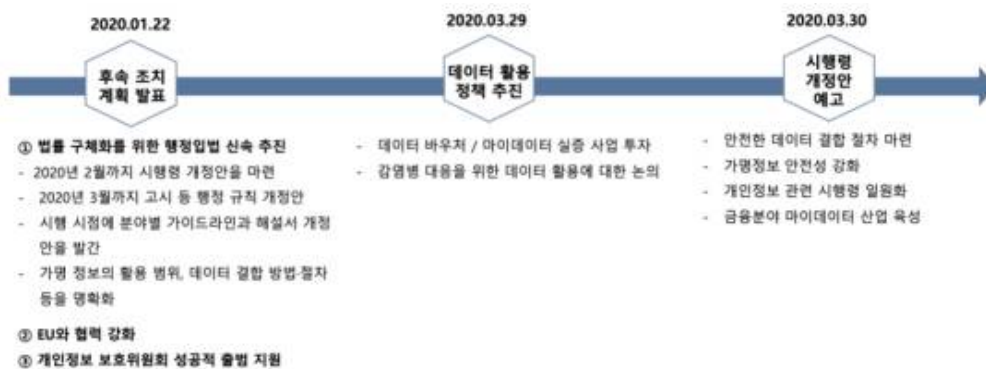 2020.01.22
후속 조치
계획 발표
① 법률 구체화를 위한 행정입법 신속 추진
- 2020년 2월까지 시행령 개정안을 마련
- 2020년 3월까지 고시 등 행정 규칙 개정안
- 시행 시점에 분야별 가이드라인과 해설서 개정
안을 발간
- 가명 정보의 활용 범위, 데이터 결합 방법·절차
등을 명확화
② EU와 협력 강화
③ 개인정보 보호위원회 성공적 출범 지원
2020.03.29
데이터 활용
정책 추진
- 데이터 바우처 / 마이데이터 실증 사업 투자
- 감염병 대응을 위한 데이터 활용에 대한 논의
2020.03.30
시행령
개정안
예고
- 안전한 데이터 결합 절차 마련
- 가명정보 안전성 강화
- 개인정보 관련 시행령 일원화
- 금융분야 마이데이터 산업 육성